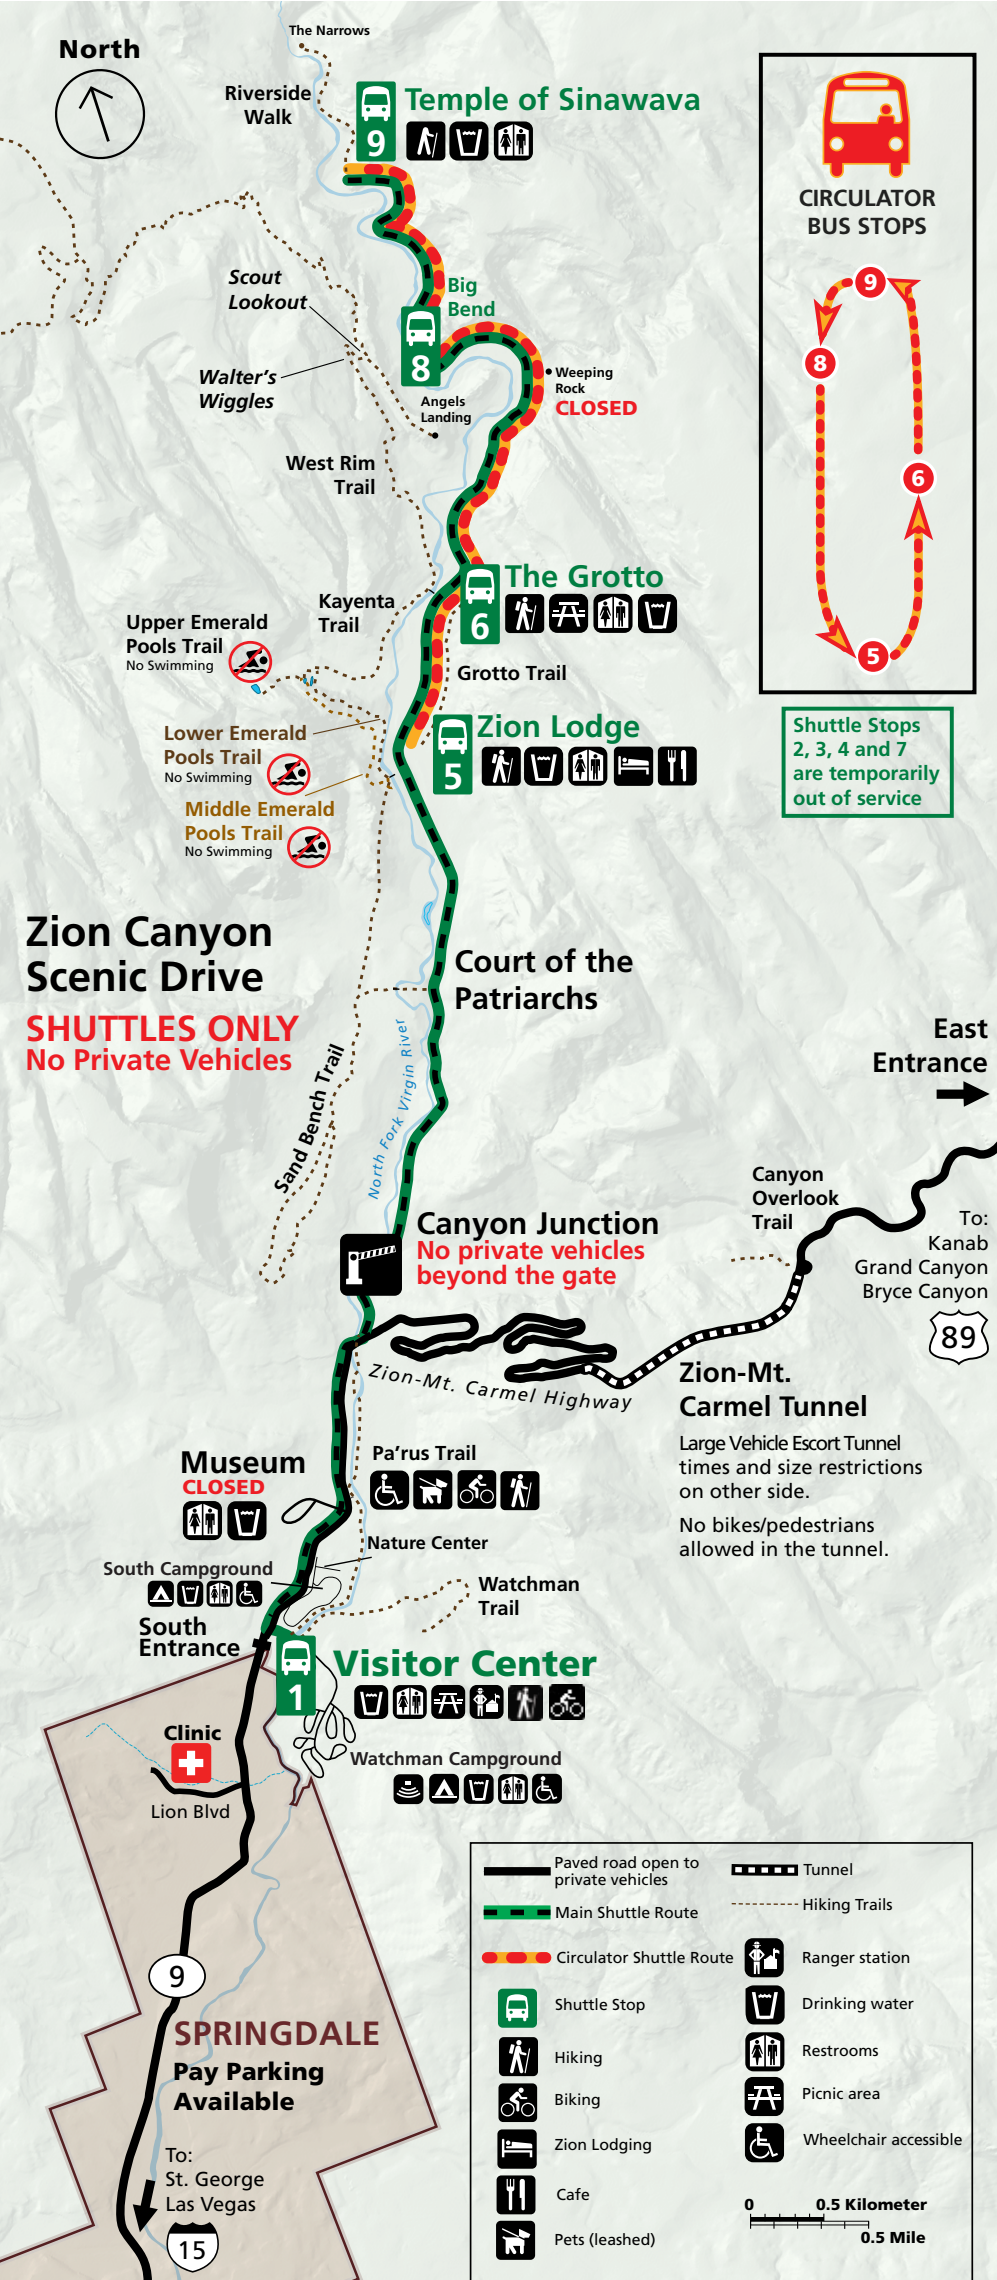 The Narrows
North
Riverside
Walk
9
Temple of Sinawava
CIRCULATOR
BUS STOPS
9
8
6
5
Scout
Lookout
Big
Bend
8
Walter's
Wiggles
Angels
Landing
Weeping
Rock
CLOSED
West Rim
Trail
The Grotto
6
Kayenta
Trail
Upper Emerald
Pools Trail
No Swimming
Grotto Trail
Zion Lodge
5
Lower Emerald
Pools Trail
No Swimming
Middle Emerald
Pools Trail
No Swimming
Shuttle Stops
2, 3, 4 and 7
are temporarily
out of service
Zion Canyon
Scenic Drive
SHUTTLES ONLY
No Private Vehicles
Court of the
Patriarchs
North Fork Virgin River
Sand Bench Trail
East
Entrance
Canyon
Overlook
Trail
To:
Kanab
Grand Canyon
Bryce Canyon
89
Canyon Junction
No private vehicles
beyond the gate
Zion-Mt. Carmel Highway
Zion-Mt.
Carmel Tunnel
Large Vehicle Escort Tunnel
times and size restrictions
on other side.
No bikes/pedestrians
allowed in the tunnel.
Museum
CLOSED
Pa'rus Trail
Nature Center
South Campground
Watchman
Trail
South
Entrance
1
Visitor Center
Clinic
Lion Blvd
Watchman Campground
9
SPRINGDALE
Pay Parking
Available
To:
St. George
Las Vegas
15
Paved road open to
private vehicles
Main Shuttle Route
Circulator Shuttle Route
Shuttle Stop
Hiking
Biking
Zion Lodging
Cafe
Pets (leashed)
Tunnel
Hiking Trails
Ranger station
Drinking water
Restrooms
Picnic area
Wheelchair accessible
0
0.5 Kilometer
0.5 Mile